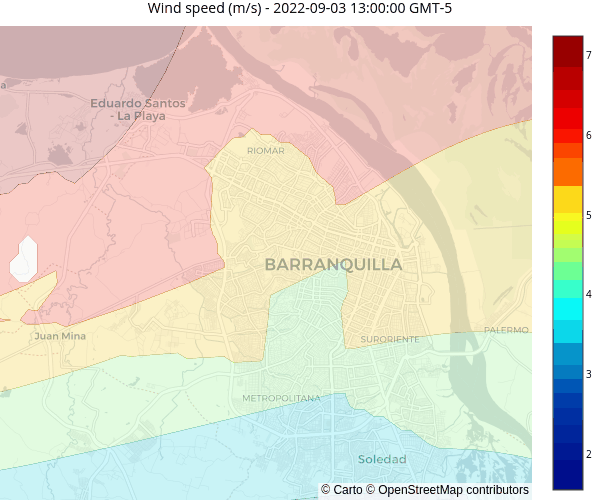 Wind speed (m/s) - 2022-09-03 13:00:00 GMT-5
7
a
Eduardo Santos
- La Playa
6
RIOMAR
5
BARRANQUILLA
4
Juan Mina
SURORIENTE
PALERMO
3
METROPOLITANA
2
Soledad
© Carto © OpenStreetMap contributors